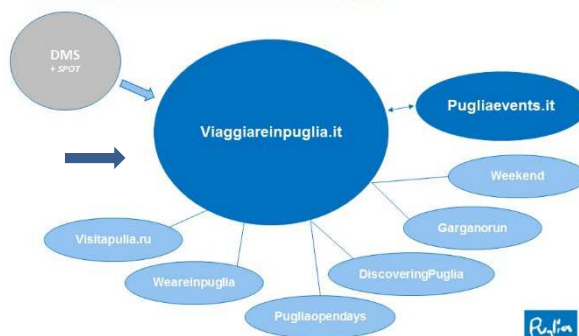 DMS
+ SPOT
Viaggiareinpuglia.it
Pugliaevents.it
Weekend
Garganorun
Visitapulia.ru
DiscoveringPuglia
Weareinpuglia
Pugliaopendays
Puglia